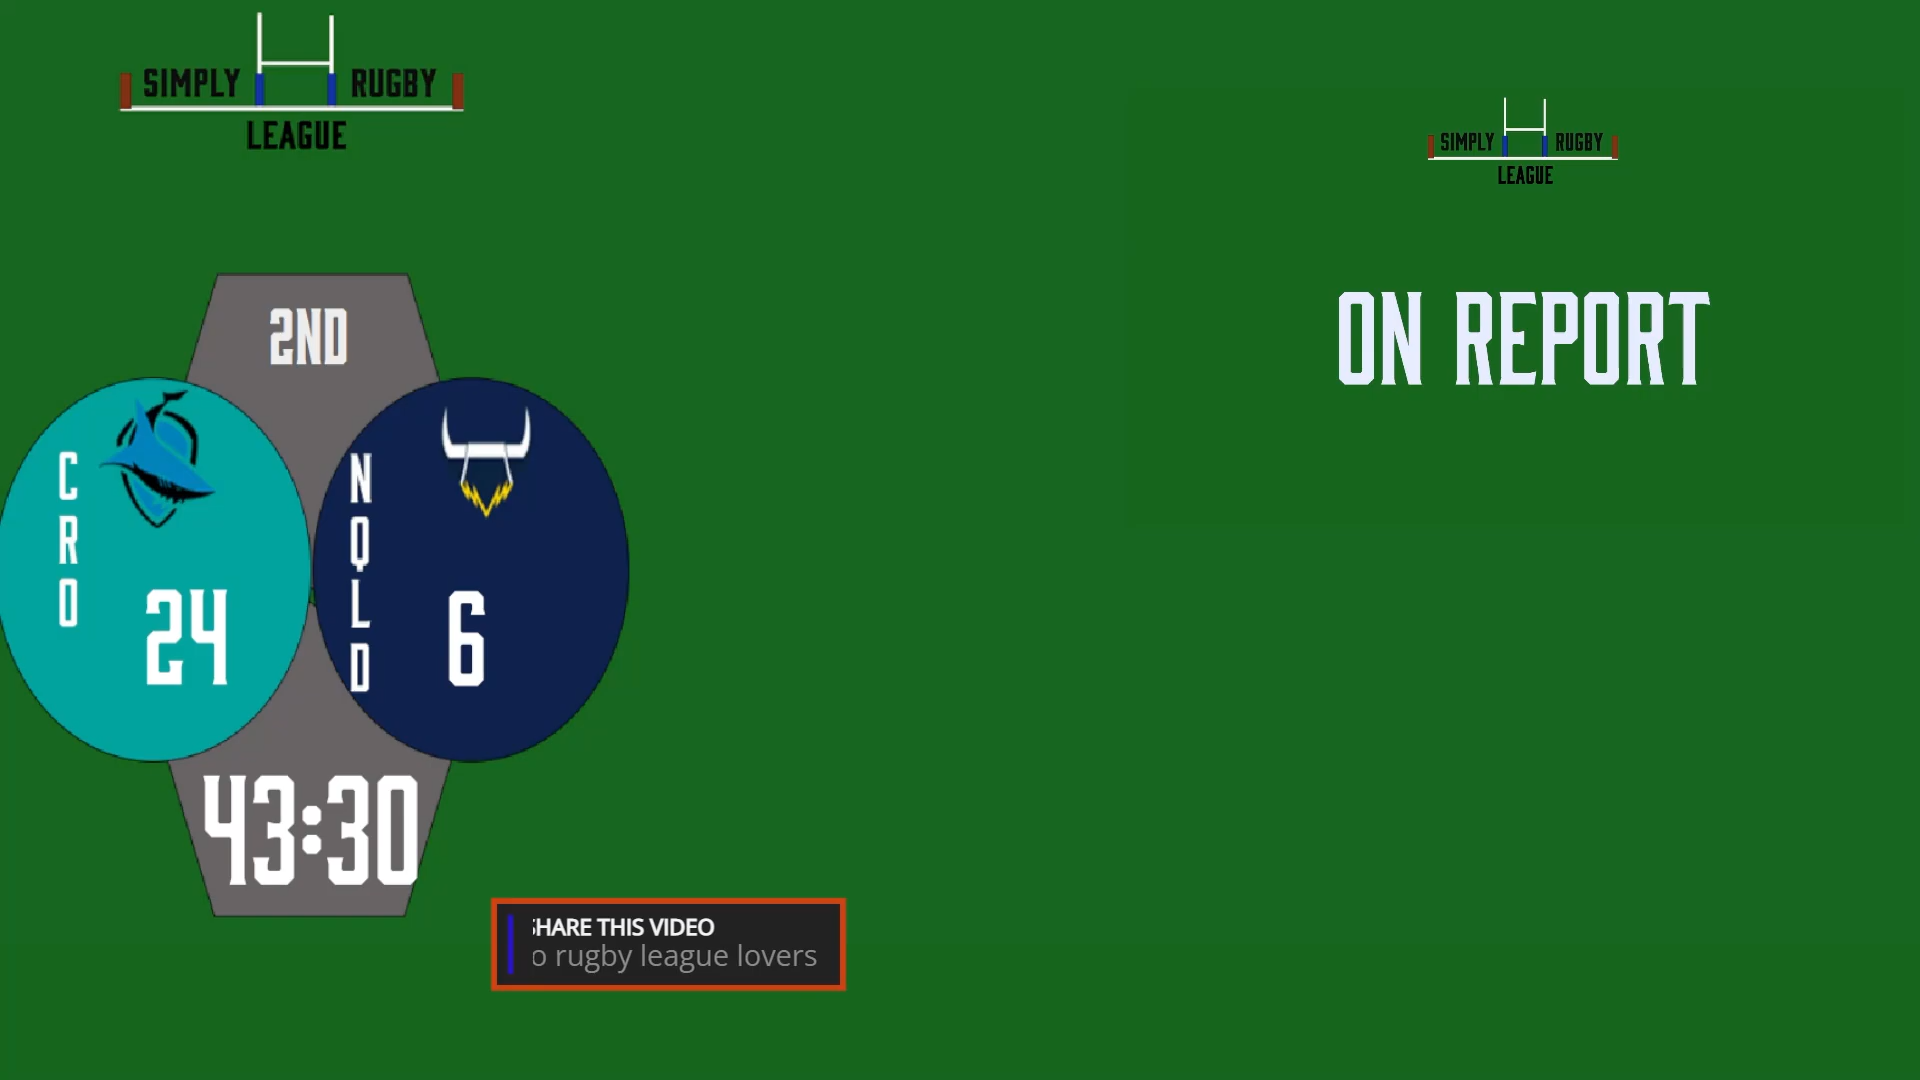 SIMPLY RUGBY
LEAGUE
SIMPLY RUGBY
LEAGUE
ON REPORT
2ND
CRO
24
NQLD
6
43:30
SHARE THIS VIDEO
o rugby league lovers